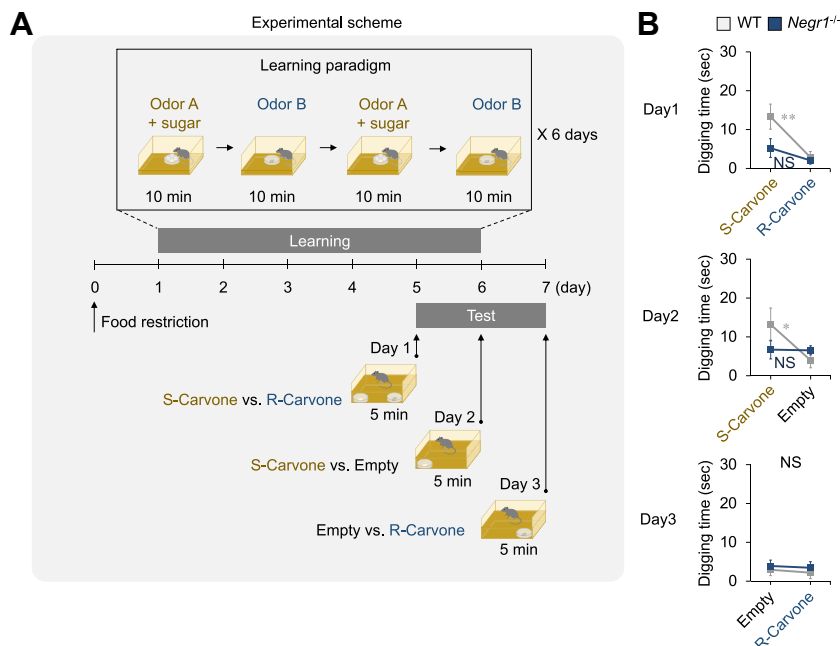 A
Experimental scheme
Learning paradigm
Odor A
+ sugar
Odor B
Odor A
+ sugar
Odor B
X 6 days
10 min
10 min
10 min
10 min
Learning
0 1 2 3 4 5 6 7 (day)
Food restriction
Test
Day 1
S-Carvone vs. R-Carvone
5 min
Day 2
S-Carvone vs. Empty
5 min
Day 3
Empty vs. R-Carvone
5 min
B
WT Negr1-/-
Day1
Digging time (sec)
30
20
10
0
**
NS
S-Carvone
R-Carvone
Day2
Digging time (sec)
30
20
10
0
*
NS
S-Carvone
Empty
Day3
Digging time (sec)
30
20
10
0
NS
Empty
R-Carvone